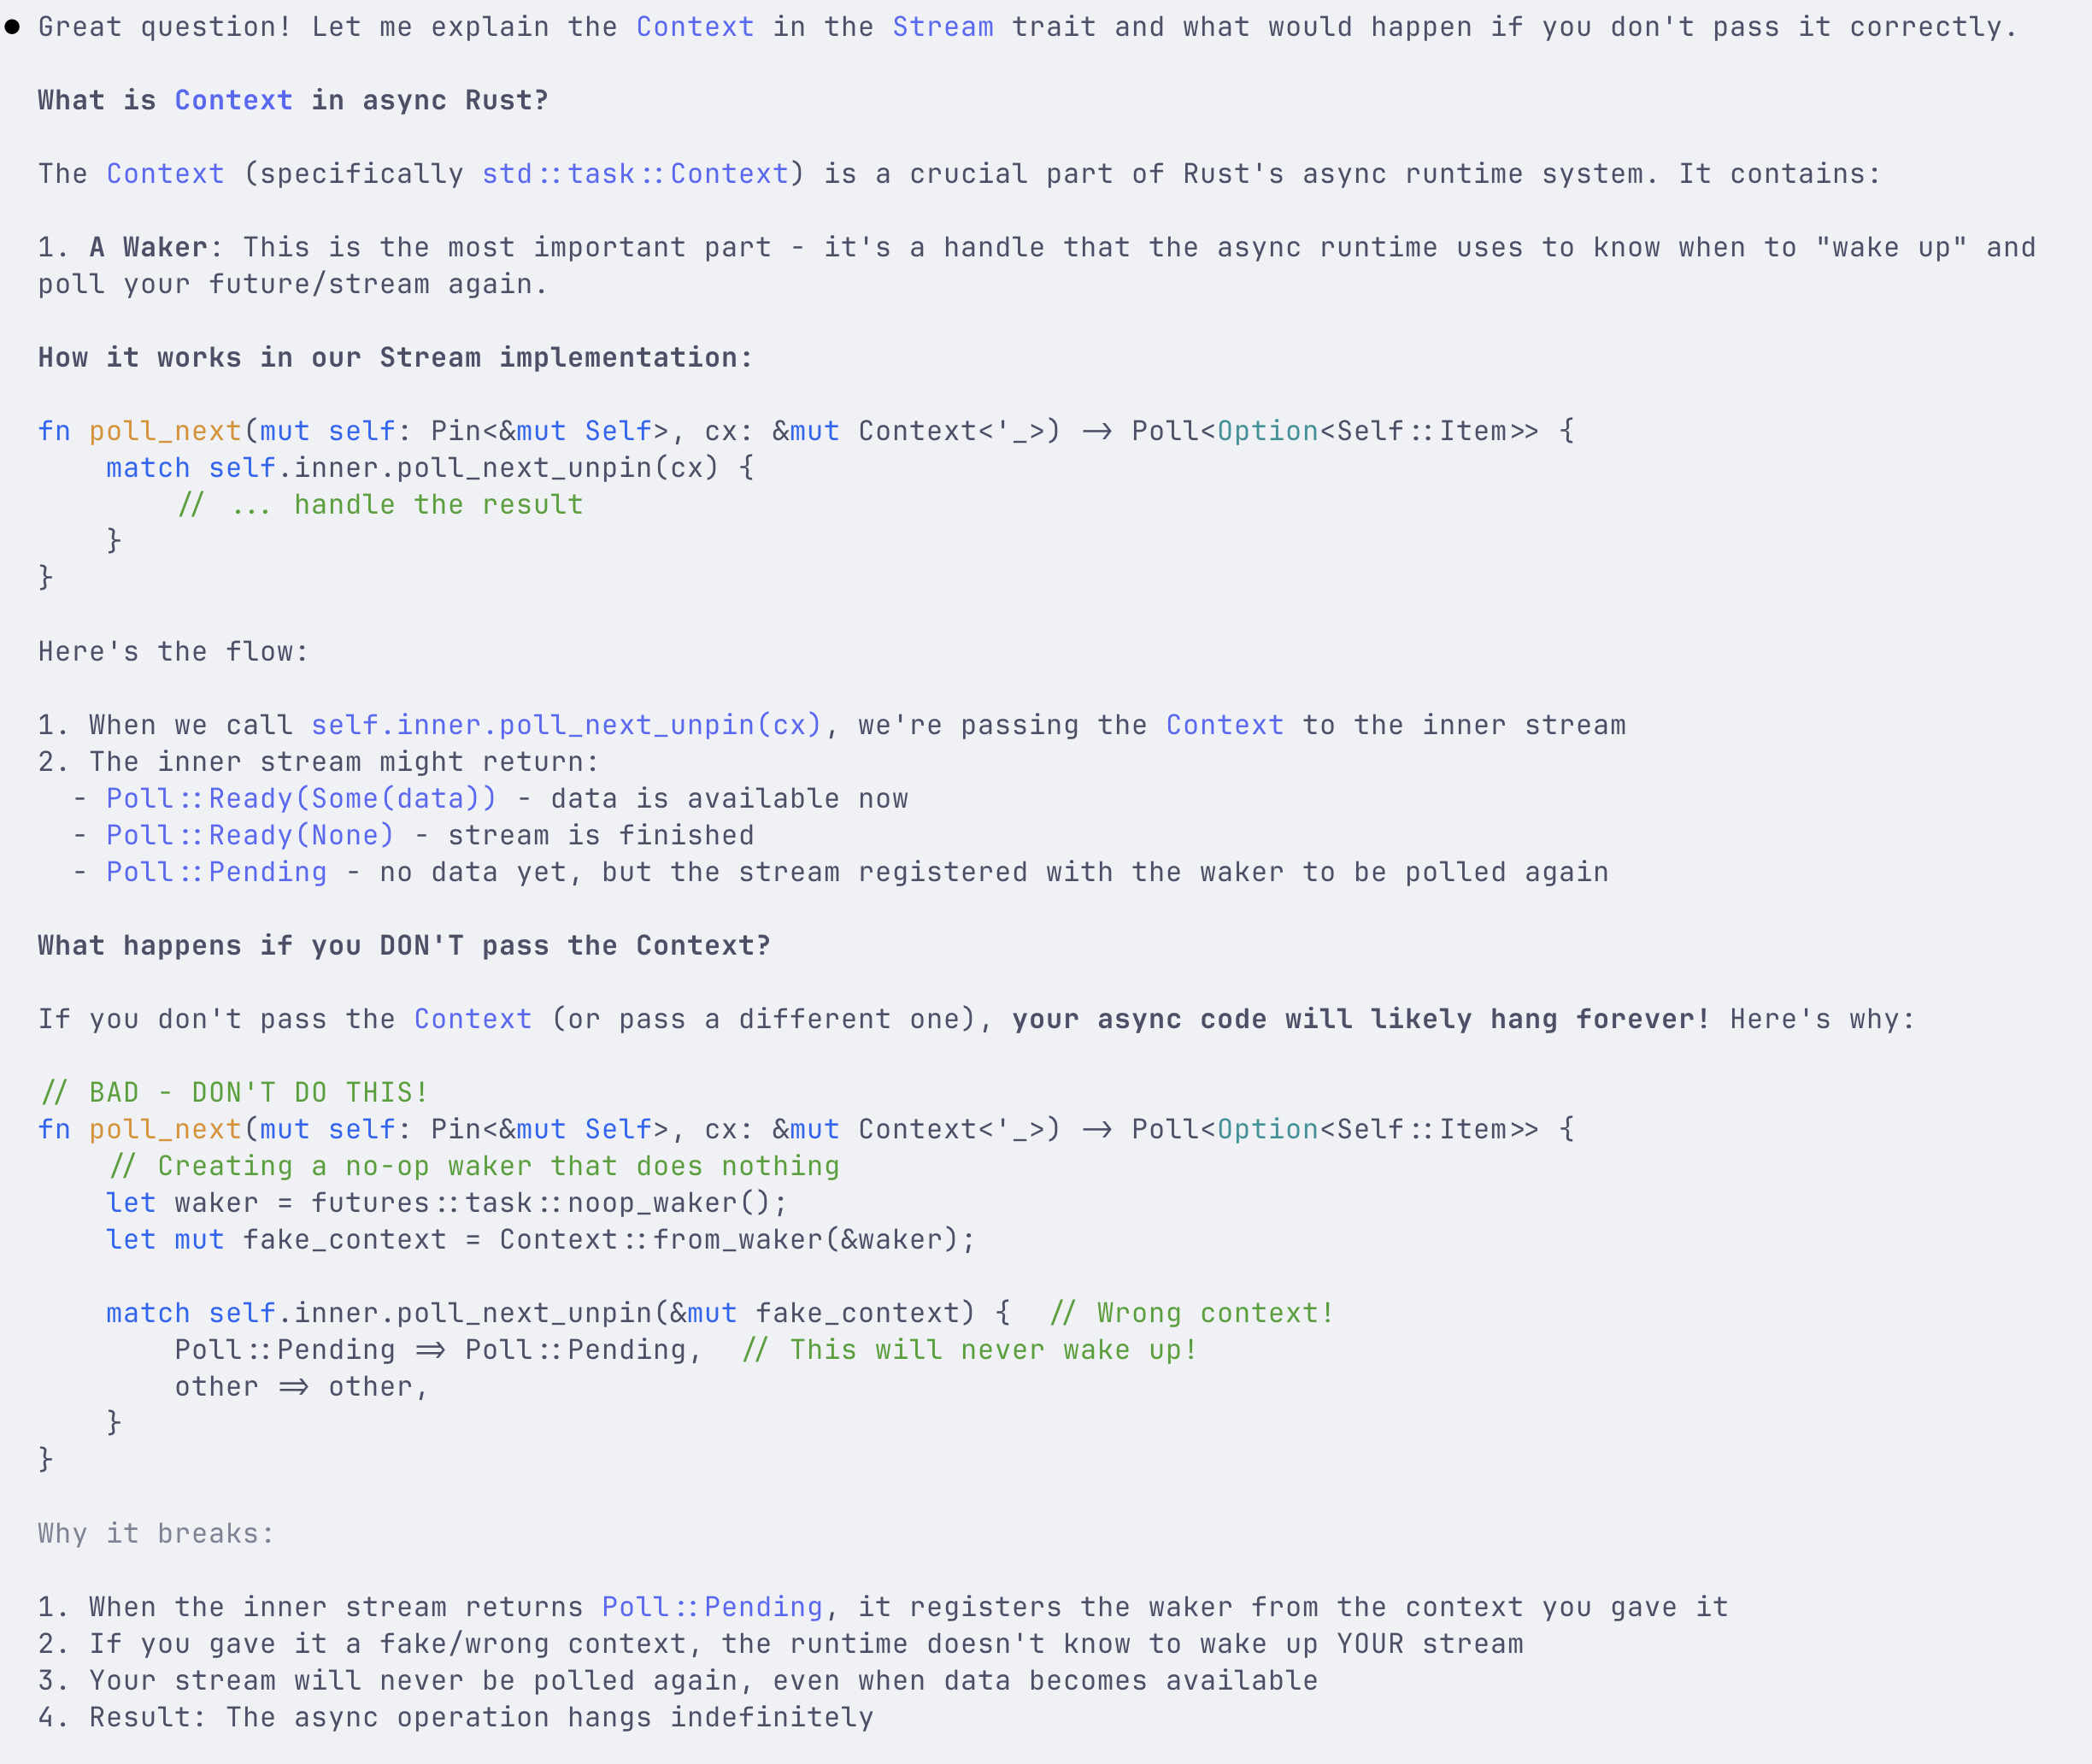 ● Great question! Let me explain the Context in the Stream trait and what would happen if you don't pass it correctly.
What is Context in async Rust?
The Context (specifically std::task::Context) is a crucial part of Rust's async runtime system. It contains:
1. A Waker: This is the most important part - it's a handle that the async runtime uses to know when to "wake up" and
poll your future/stream again.
How it works in our Stream implementation:
fn poll_next(mut self: Pin<&mut Self>, cx: &mut Context<'_>) -> Poll<Option<Self::Item>> {
    match self.inner.poll_next_unpin(cx) {
        // ... handle the result
    }
}
Here's the flow:
1. When we call self.inner.poll_next_unpin(cx), we're passing the Context to the inner stream
2. The inner stream might return:
  - Poll::Ready(Some(data)) - data is available now
  - Poll::Ready(None) - stream is finished
  - Poll::Pending - no data yet, but the stream registered with the waker to be polled again
What happens if you DON'T pass the Context?
If you don't pass the Context (or pass a different one), your async code will likely hang forever! Here's why:
// BAD - DON'T DO THIS!
fn poll_next(mut self: Pin<&mut Self>, cx: &mut Context<'_>) -> Poll<Option<Self::Item>> {
    // Creating a no-op waker that does nothing
    let waker = futures::task::noop_waker();
    let mut fake_context = Context::from_waker(&waker);
    match self.inner.poll_next_unpin(&mut fake_context) {  // Wrong context!
        Poll::Pending => Poll::Pending,  // This will never wake up!
        other => other,
    }
}
Why it breaks:
1. When the inner stream returns Poll::Pending, it registers the waker from the context you gave it
2. If you gave it a fake/wrong context, the runtime doesn't know to wake up YOUR stream
3. Your stream will never be polled again, even when data becomes available
4. Result: The async operation hangs indefinitely